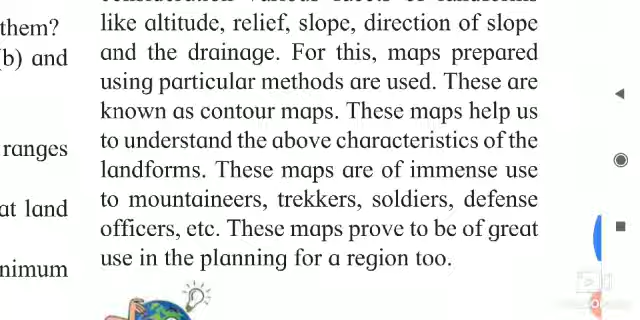 them?
b) and
ranges
at land
nimum
like altitude, relief, slope, direction of slope
and the drainage. For this, maps prepared
using particular methods are used. These are
known as contour maps. These maps help us
to understand the above characteristics of the
landforms. These maps are of immense use
to mountaineers, trekkers, soldiers, defense
officers, etc. These maps prove to be of great
use in the planning for a region too.